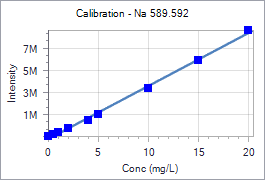 Calibration - Na 589.592
Intensity
7M
5M
3M
1M
0
5
10
15
20
Conc (mg/L)